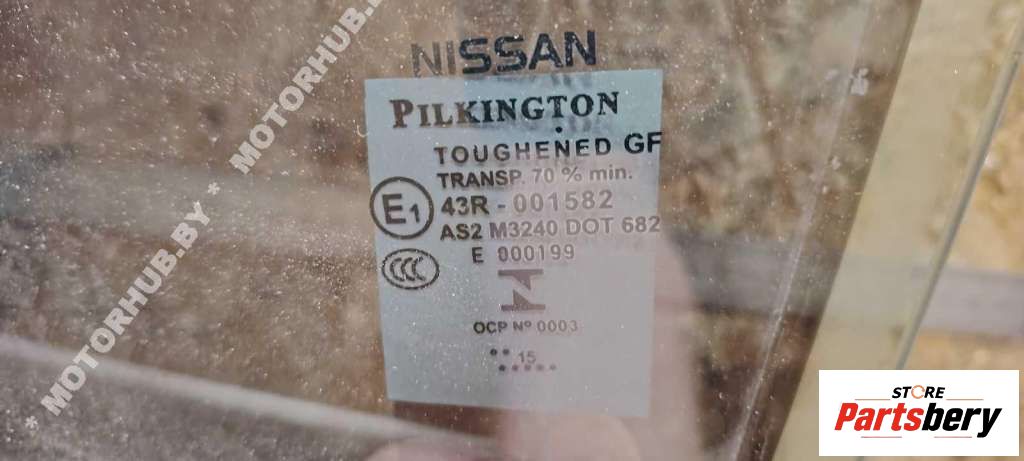 NISSAN
PILKINGTON
TOUGHENED GF
TRANSP. 70 % min.
E1 43R - 001582
AS2 M3240 DOT 682
E 000199
CCC
OCP Nº 0003
15
MOTORHUB.BY * MOTORHUB.BY
STORE
Partsbery